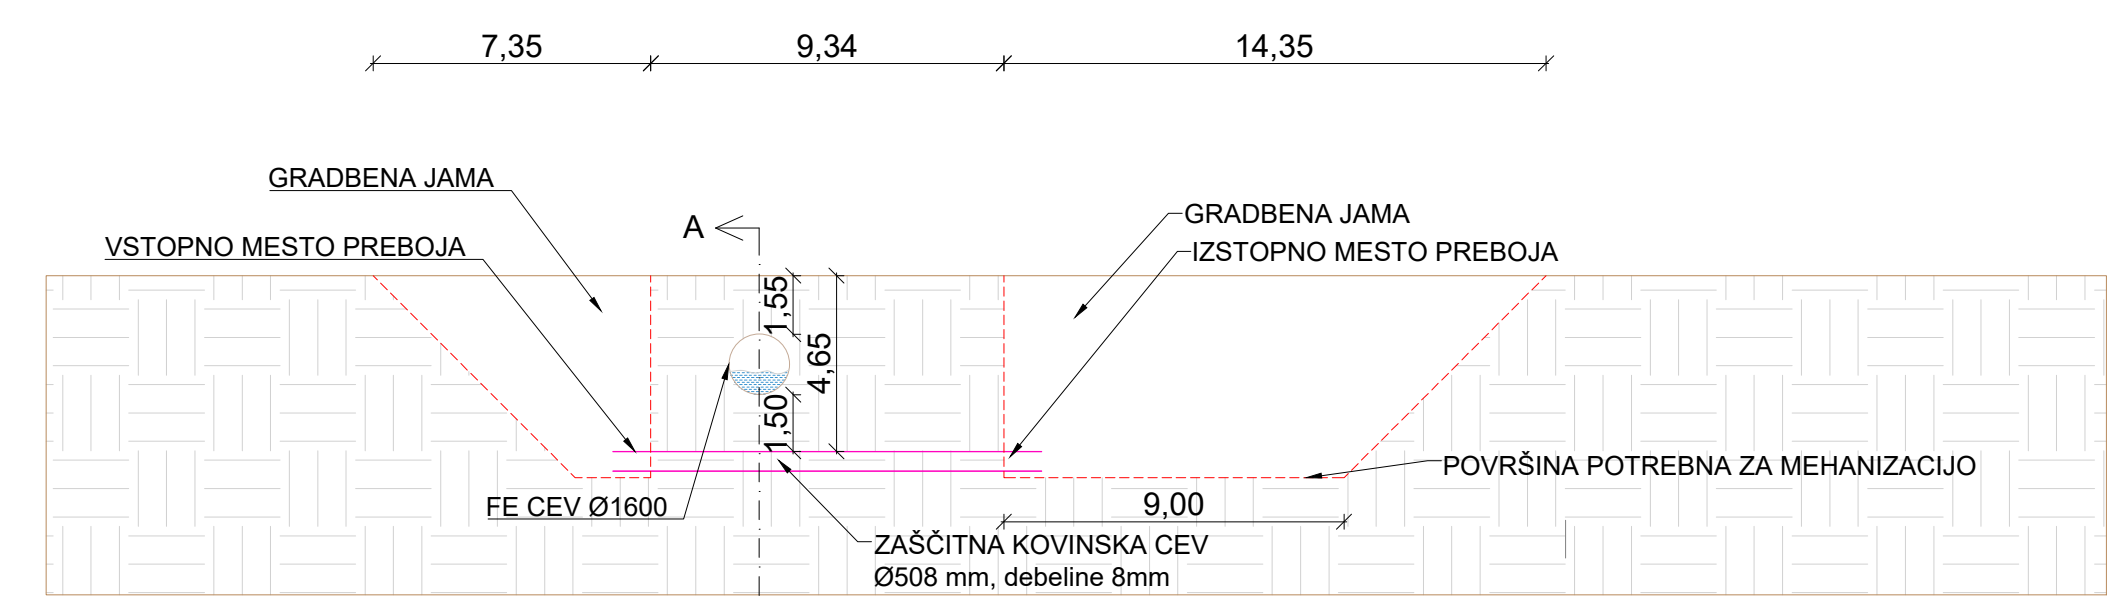 7,35
9,34
14,35
GRADBENA JAMA
A
GRADBENA JAMA
VSTOPNO MESTO PREBOJA
IZSTOPNO MESTO PREBOJA
1,55
4,65
1,50
POVRŠINA POTREBNA ZA MEHANIZACIJO
FE CEV Ø1600
9,00
ZAŠČITNA KOVINSKA CEV
Ø508 mm, debeline 8mm